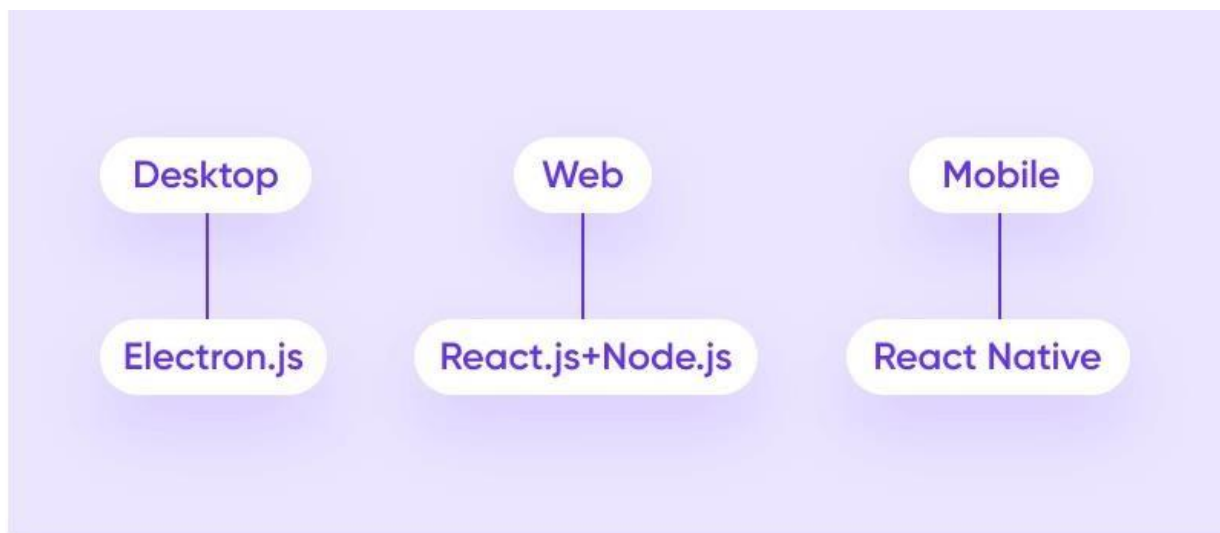 Desktop
Web
Mobile
Electron.js
React.js+Node.js
React Native